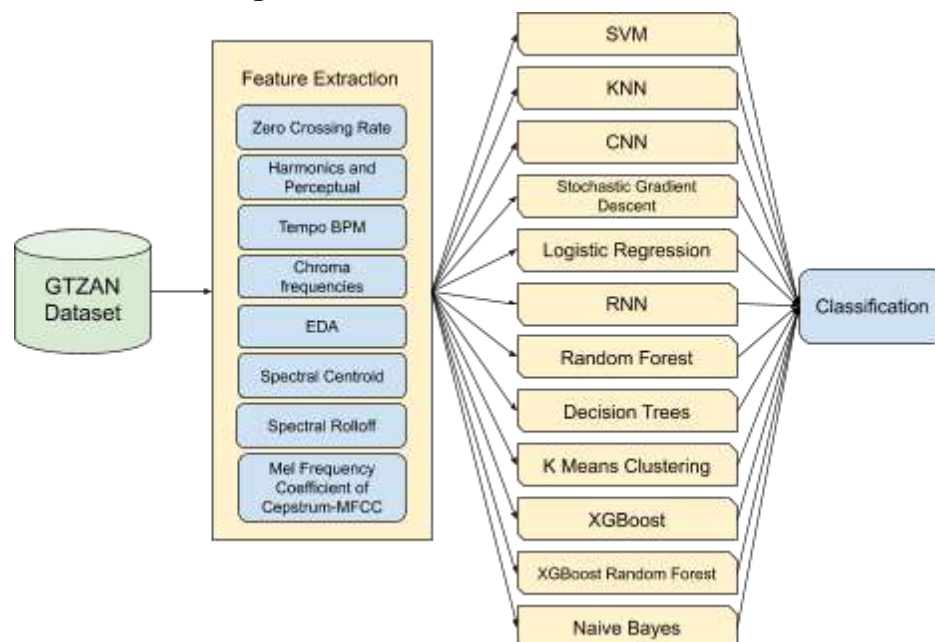 GTZAN
Dataset
Feature Extraction
Zero Crossing Rate
Harmonics and
Perceptual
Tempo BPM
Chroma
frequencies
EDA
Spectral Centroid
Spectral Rolloff
Mel Frequency
Coefficient of
Cepstrum-MFCC
SVM
KNN
CNN
Stochastic Gradient
Descent
Logistic Regression
RNN
Random Forest
Decision Trees
K Means Clustering
XGBoost
XGBoost Random Forest
Naive Bayes
Classification